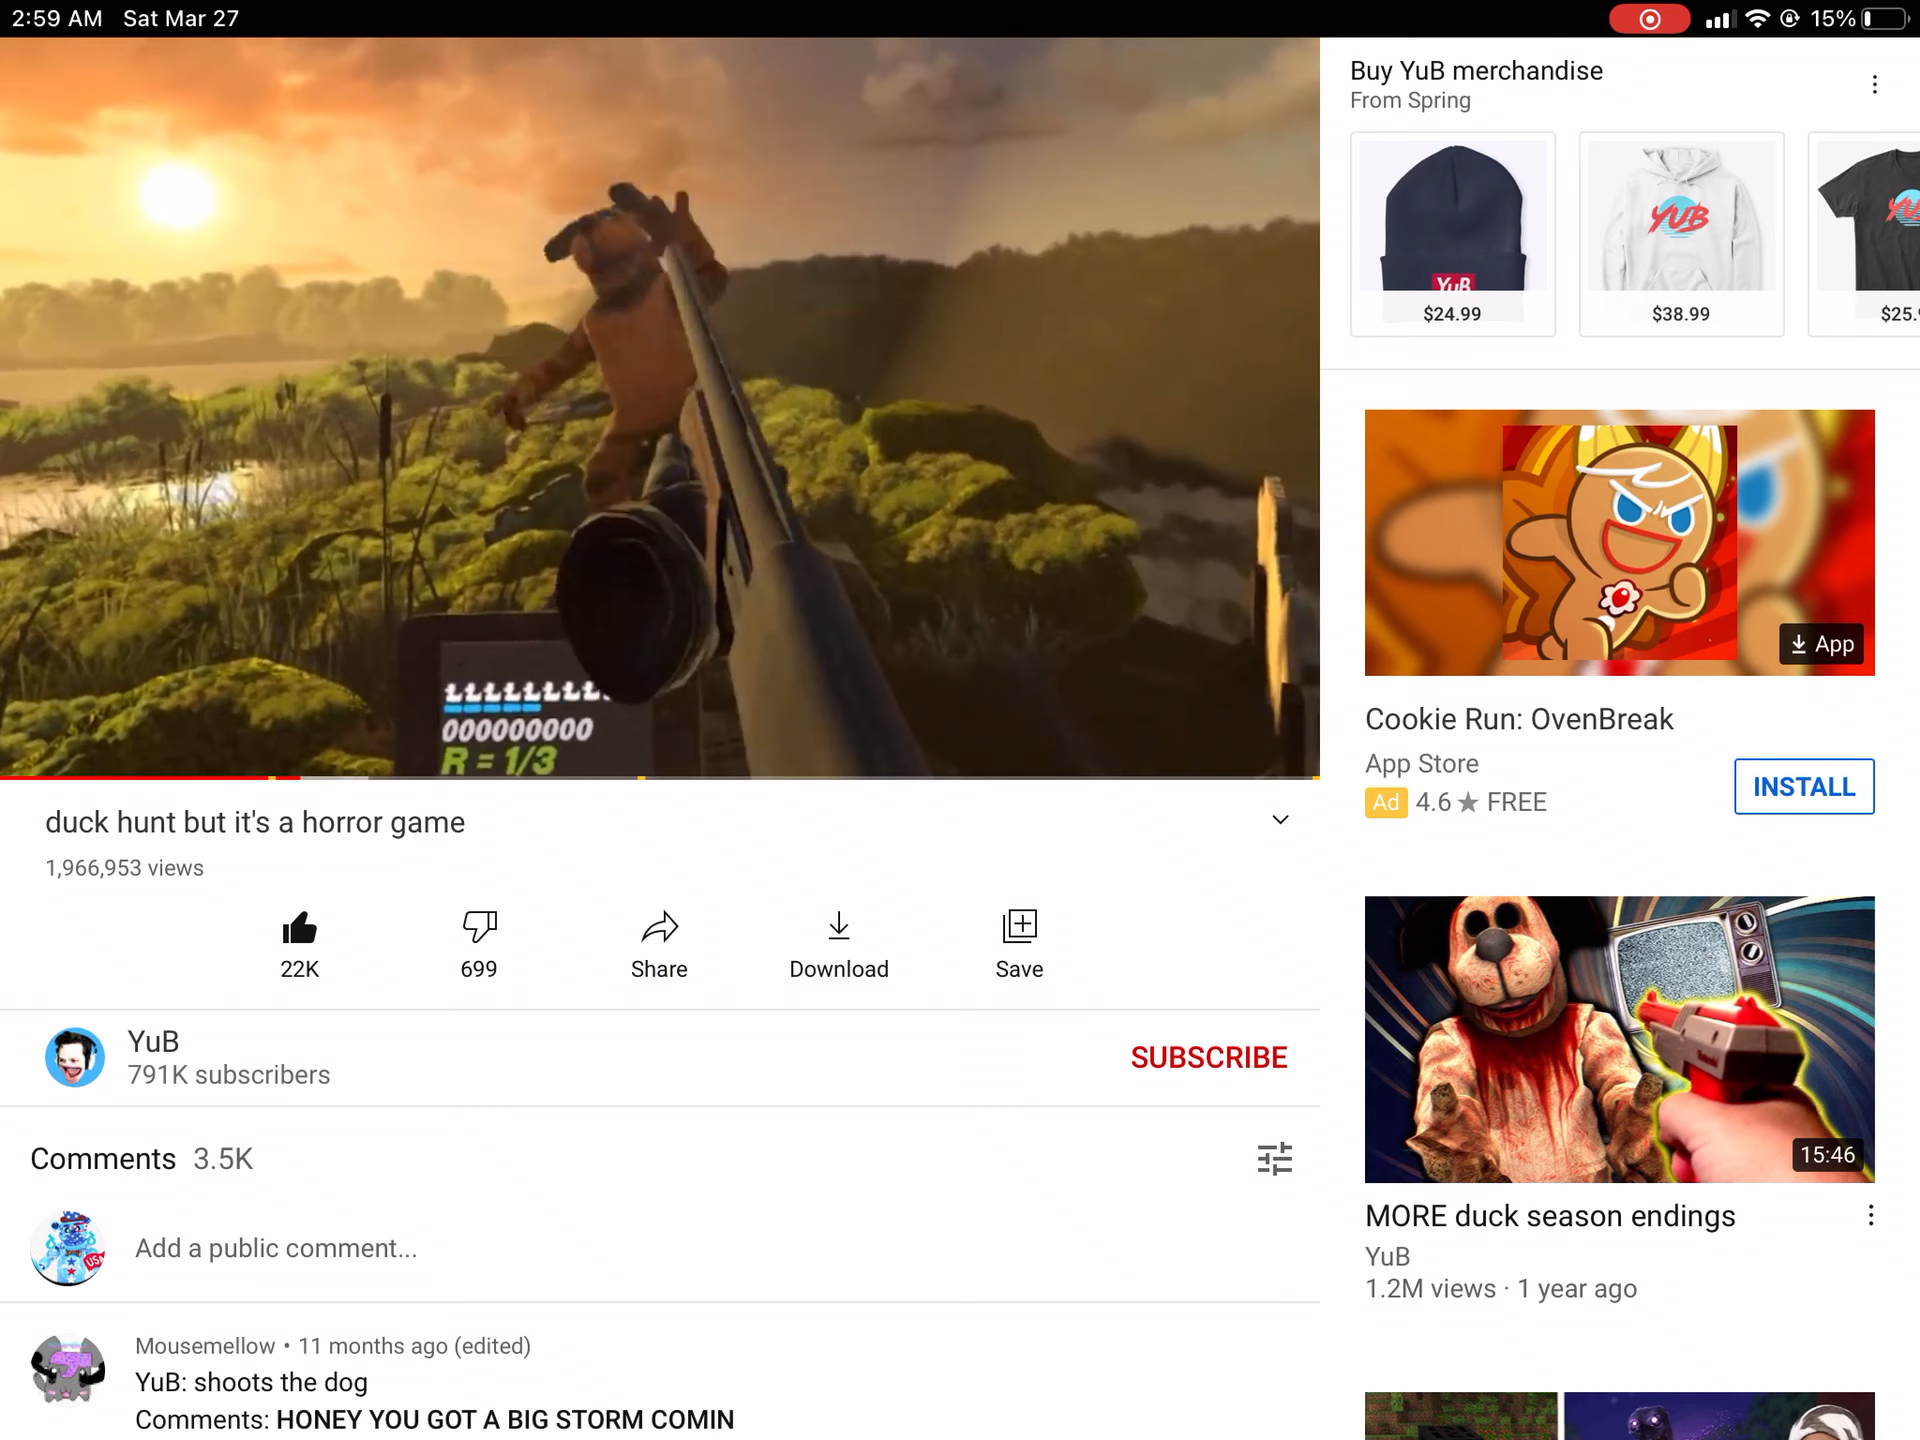 2:59 AM Sat Mar 27
15%
000000000
R = 1/3
duck hunt but it's a horror game
1,966,953 views
22K
699
Share
Download
Save
YuB
791K subscribers
SUBSCRIBE
Comments 3.5K
USA
Add a public comment...
Mousemellow • 11 months ago (edited)
YuB: shoots the dog
Comments: HONEY YOU GOT A BIG STORM COMIN
Buy YuB merchandise
From Spring
YuB
$24.99
YUB
$38.99
$25.
App
Cookie Run: OvenBreak
App Store
Ad 4.6 ★ FREE
INSTALL
15:46
MORE duck season endings
YuB
1.2M views · 1 year ago